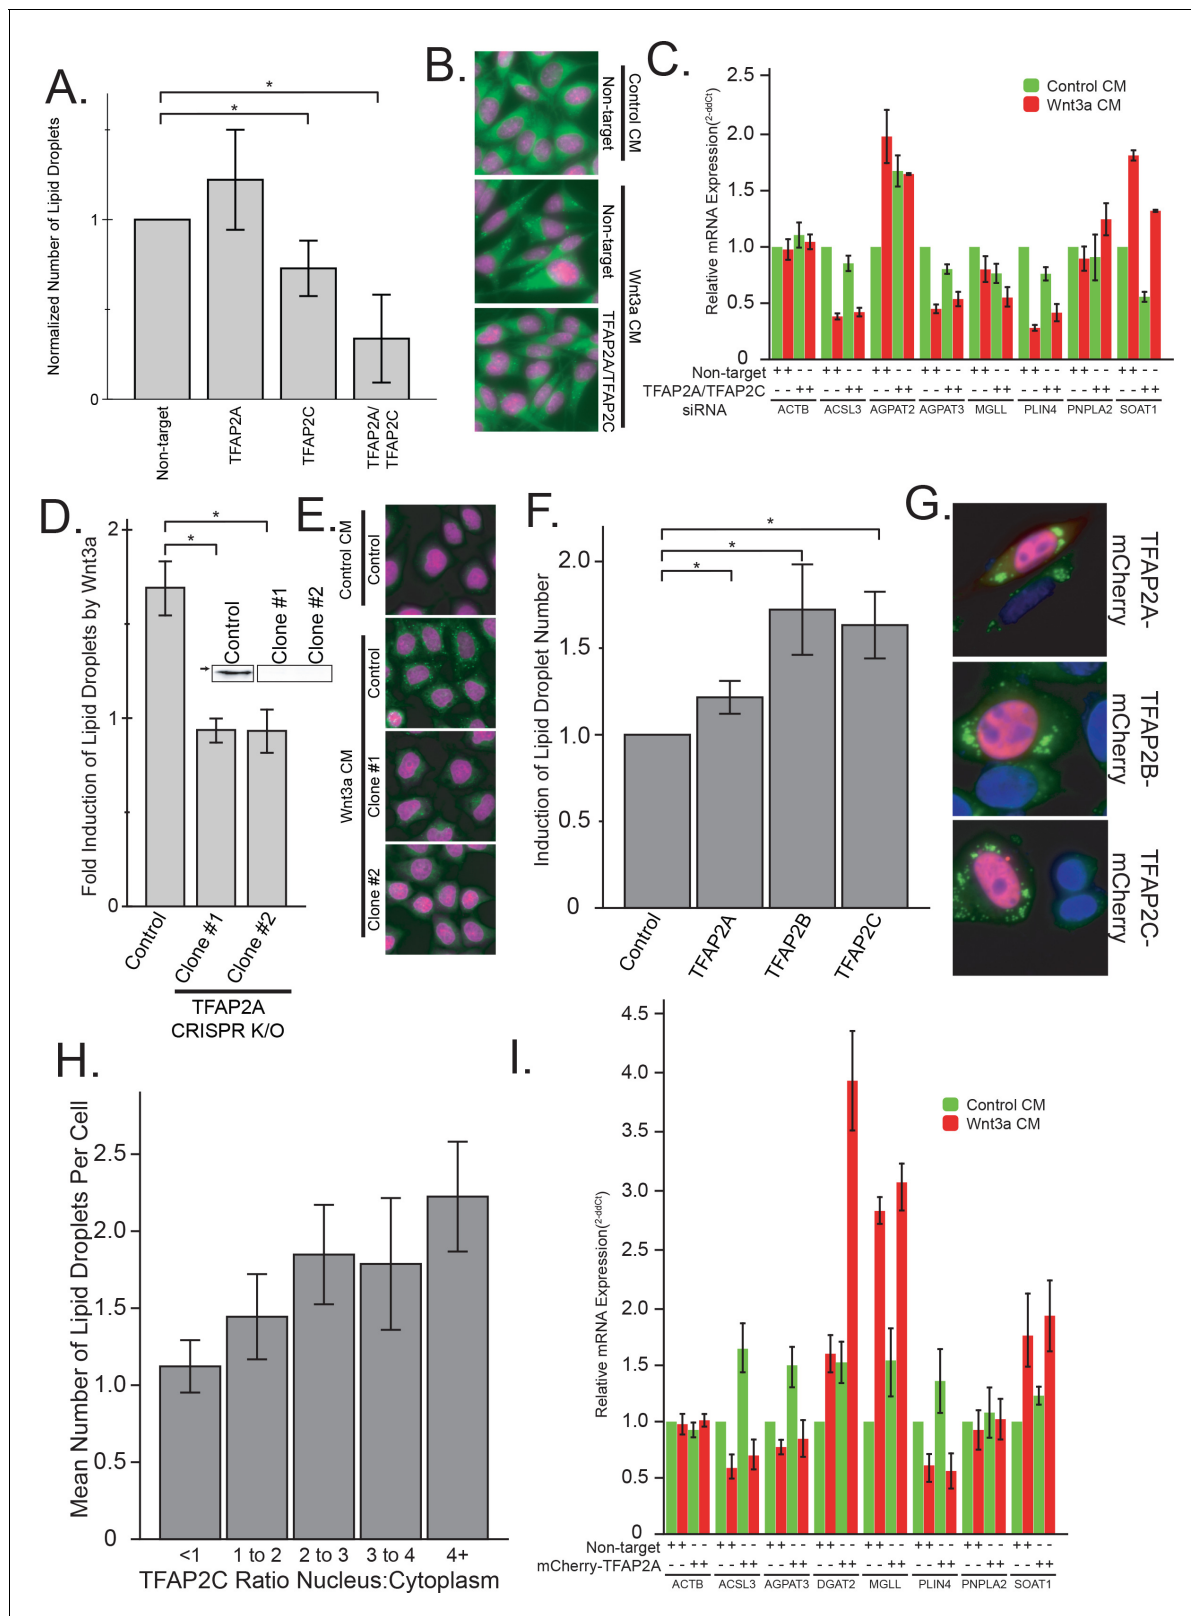 A.
Normalized Number of Lipid Droplets
*
*
1
0
Non-target
TFAP2A
TFAP2C
TFAP2A/
TFAP2C
B.
Control CM
Non-target
Wnt3a CM
Non-target
TFAP2A/TFAP2C
C.
Relative mRNA Expression(2-ddCt)
2.5
2.0
1.5
1.0
0.5
0
Control CM
Wnt3a CM
Non-target ++ ++ ++ ++ ++ ++ ++ ++
-- ++ -- ++ -- ++ -- ++ -- ++ -- ++ -- ++ -- ++
TFAP2A/TFAP2C
siRNA
ACTB ACSL3 AGPAT2 AGPAT3 MGLL PLIN4 PNPLA2 SOAT1
D.
Fold Induction of Lipid Droplets by Wnt3a
2
1
0
*
*
Control
Clone #1
Clone #2
Control
Clone #1
Clone #2
TFAP2A
CRISPR K/O
E.
Control CM
Control
Wnt3a CM
Control
Clone #1
Clone #2
F.
Induction of Lipid Droplet Number
2.0
1.5
1.0
0.5
0
*
*
*
Control
TFAP2A
TFAP2B
TFAP2C
G.
TFAP2A-
mCherry
TFAP2B-
mCherry
TFAP2C-
mCherry
H.
Mean Number of Lipid Droplets Per Cell
2.5
2.0
1.5
1.0
0.5
0
<1 1 to 2 2 to 3 3 to 4 4+
TFAP2C Ratio Nucleus:Cytoplasm
I.
Relative mRNA Expression(2-ddCt)
4.5
4.0
3.5
3.0
2.5
2.0
1.5
1.0
0.5
0
Control CM
Wnt3a CM
Non-target ++ -- ++ -- ++ -- ++ -- ++ -- ++ -- ++ -- ++ --
mCherry-TFAP2A -- ++ -- ++ -- ++ -- ++ -- ++ -- ++ -- ++ -- ++
ACTB ACSL3 AGPAT3 DGAT2 MGLL PLIN4 PNPLA2 SOAT1